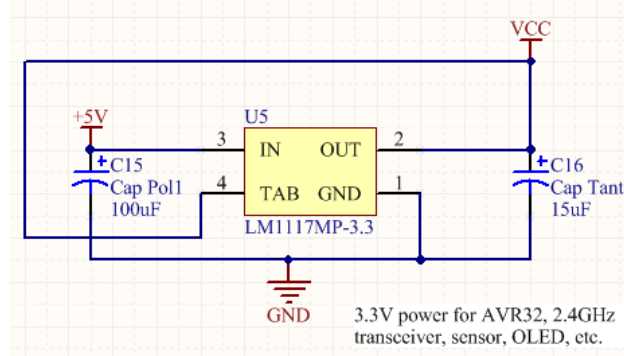 VCC
+5V
U5
3
IN
OUT
2
C15
Cap Pol1
100uF
4
TAB
GND
1
C16
Cap Tant
15uF
LM1117MP-3.3
GND
3.3V power for AVR32, 2.4GHz
transceiver, sensor, OLED, etc.